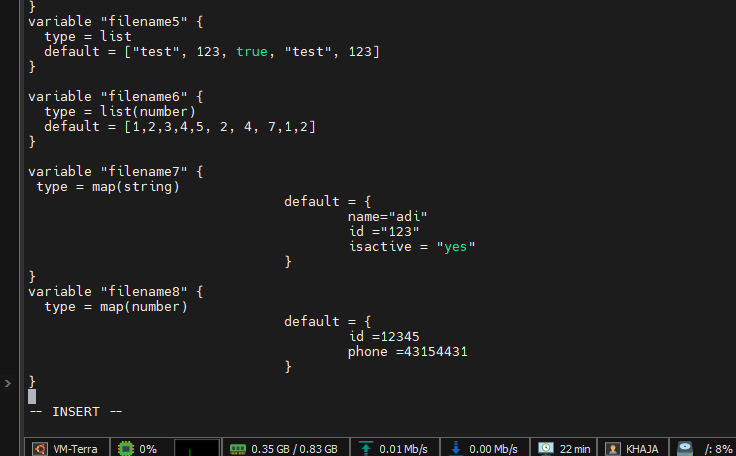 }
variable "filename5" {
  type = list
  default = ["test", 123, true, "test", 123]
}

variable "filename6" {
  type = list(number)
  default = [1,2,3,4,5, 2, 4, 7,1,2]
}

variable "filename7" {
 type = map(string)
                                default = {
                                        name="adi"
                                        id ="123"
                                        isactive = "yes"
                                }
}
variable "filename8" {
  type = map(number)
                                default = {
                                        id =12345
                                        phone =43154431
                                }
}

-- INSERT --
VM-Terra 0% 0.35 GB / 0.83 GB 0.01 Mb/s 0.00 Mb/s 22 min KHAJA /: 8%